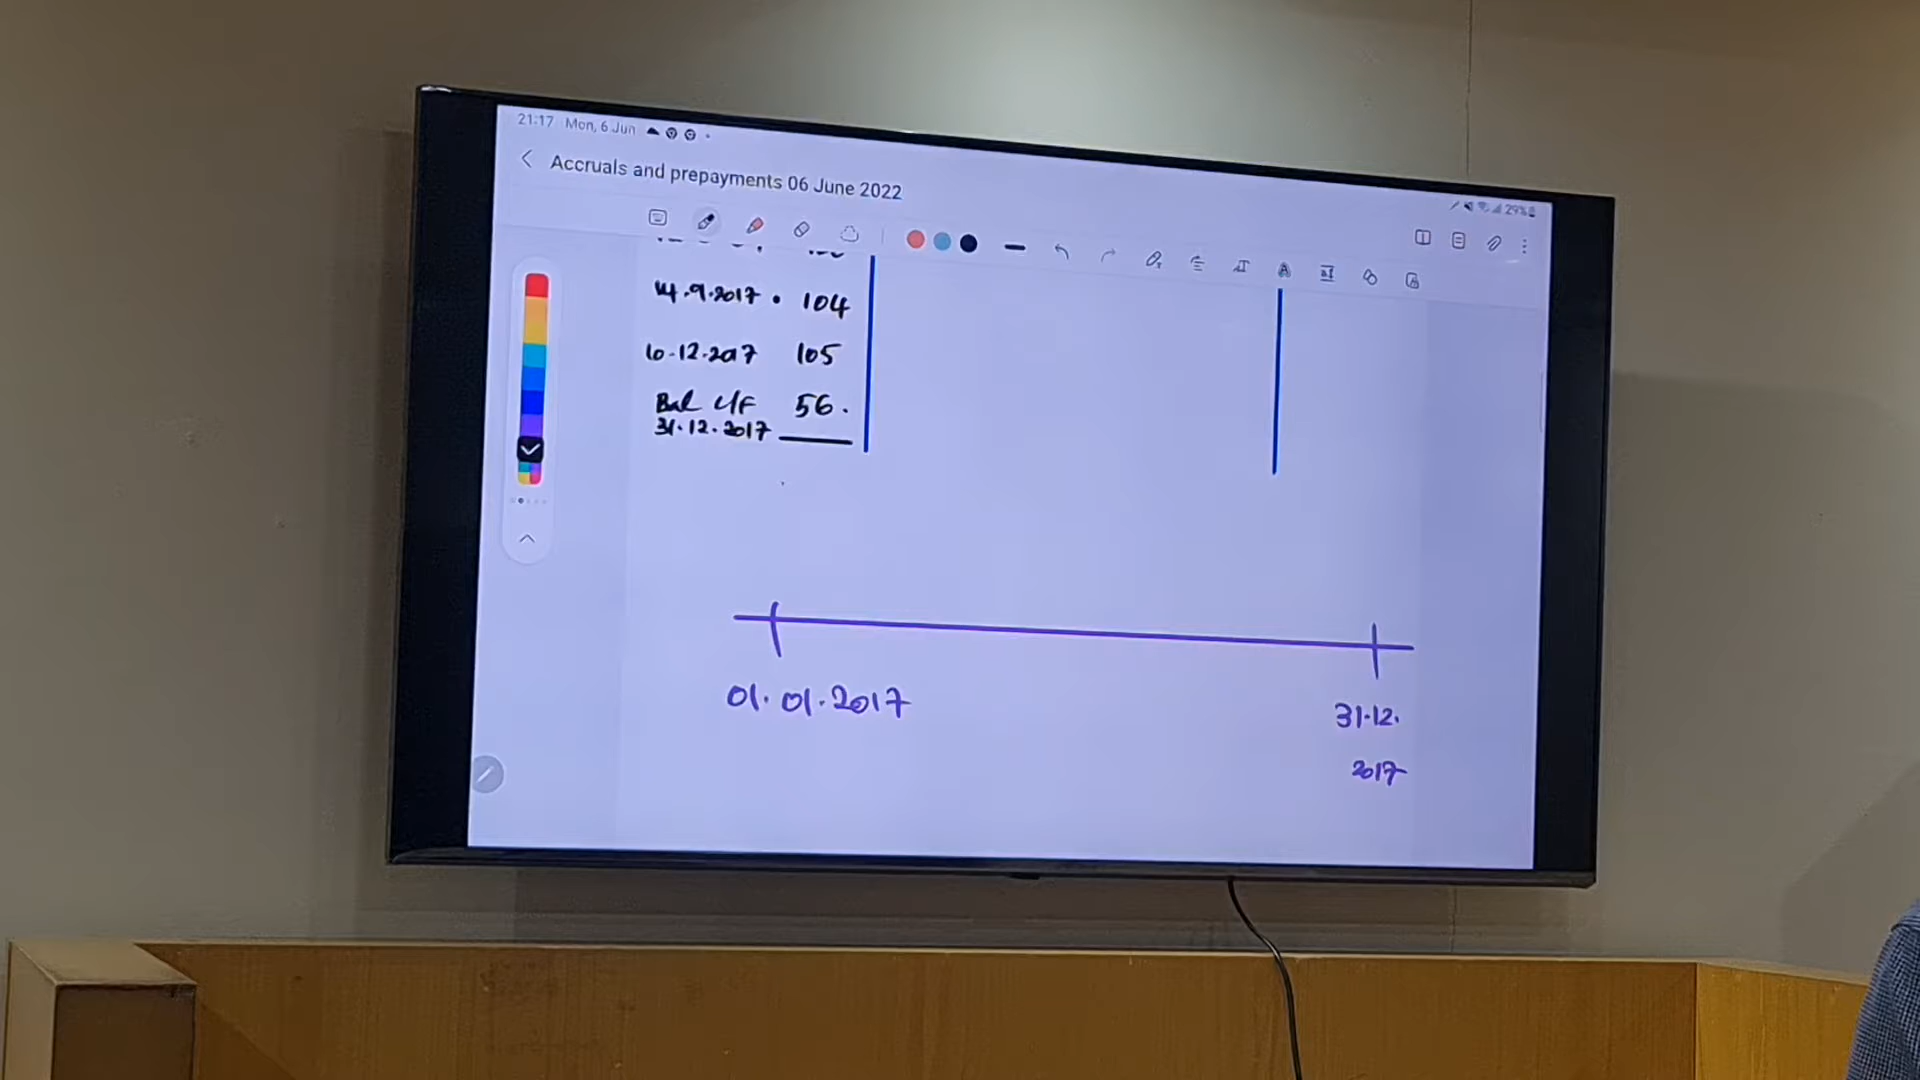 21:17 Mon, 6 Jun
29%
Accruals and prepayments 06 June 2022
14.9.2017 . 104
10.12.2017 105
Bal c/F 56.
31.12.2017
01.01.2017
31.12.
2017